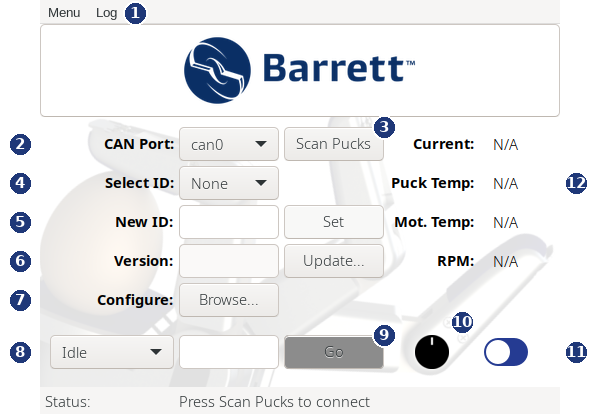 Menu Log 1
Barrett™
3
2 CAN Port: can0 Scan Pucks Current: N/A
4 Select ID: None Puck Temp: N/A 12
5 New ID: Set Mot. Temp: N/A
6 Version: Update... RPM: N/A
7 Configure: Browse...
8 Idle Go 9 10 11
Status: Press Scan Pucks to connect